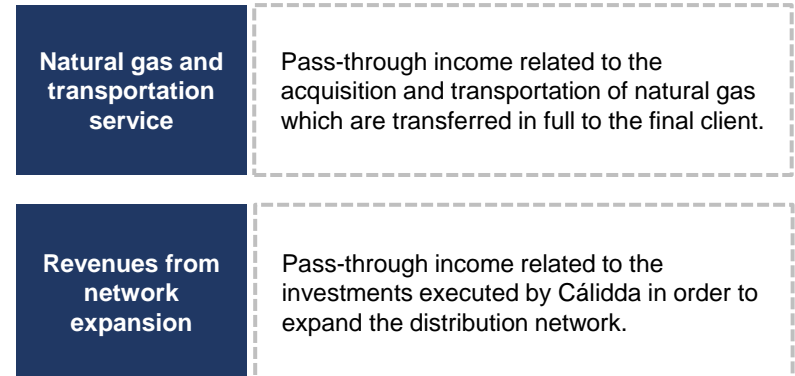 Natural gas and
transportation
service
Pass-through income related to the
acquisition and transportation of natural gas
which are transferred in full to the final client.
Revenues from
network
expansion
Pass-through income related to the
investments executed by Cálidda in order to
expand the distribution network.